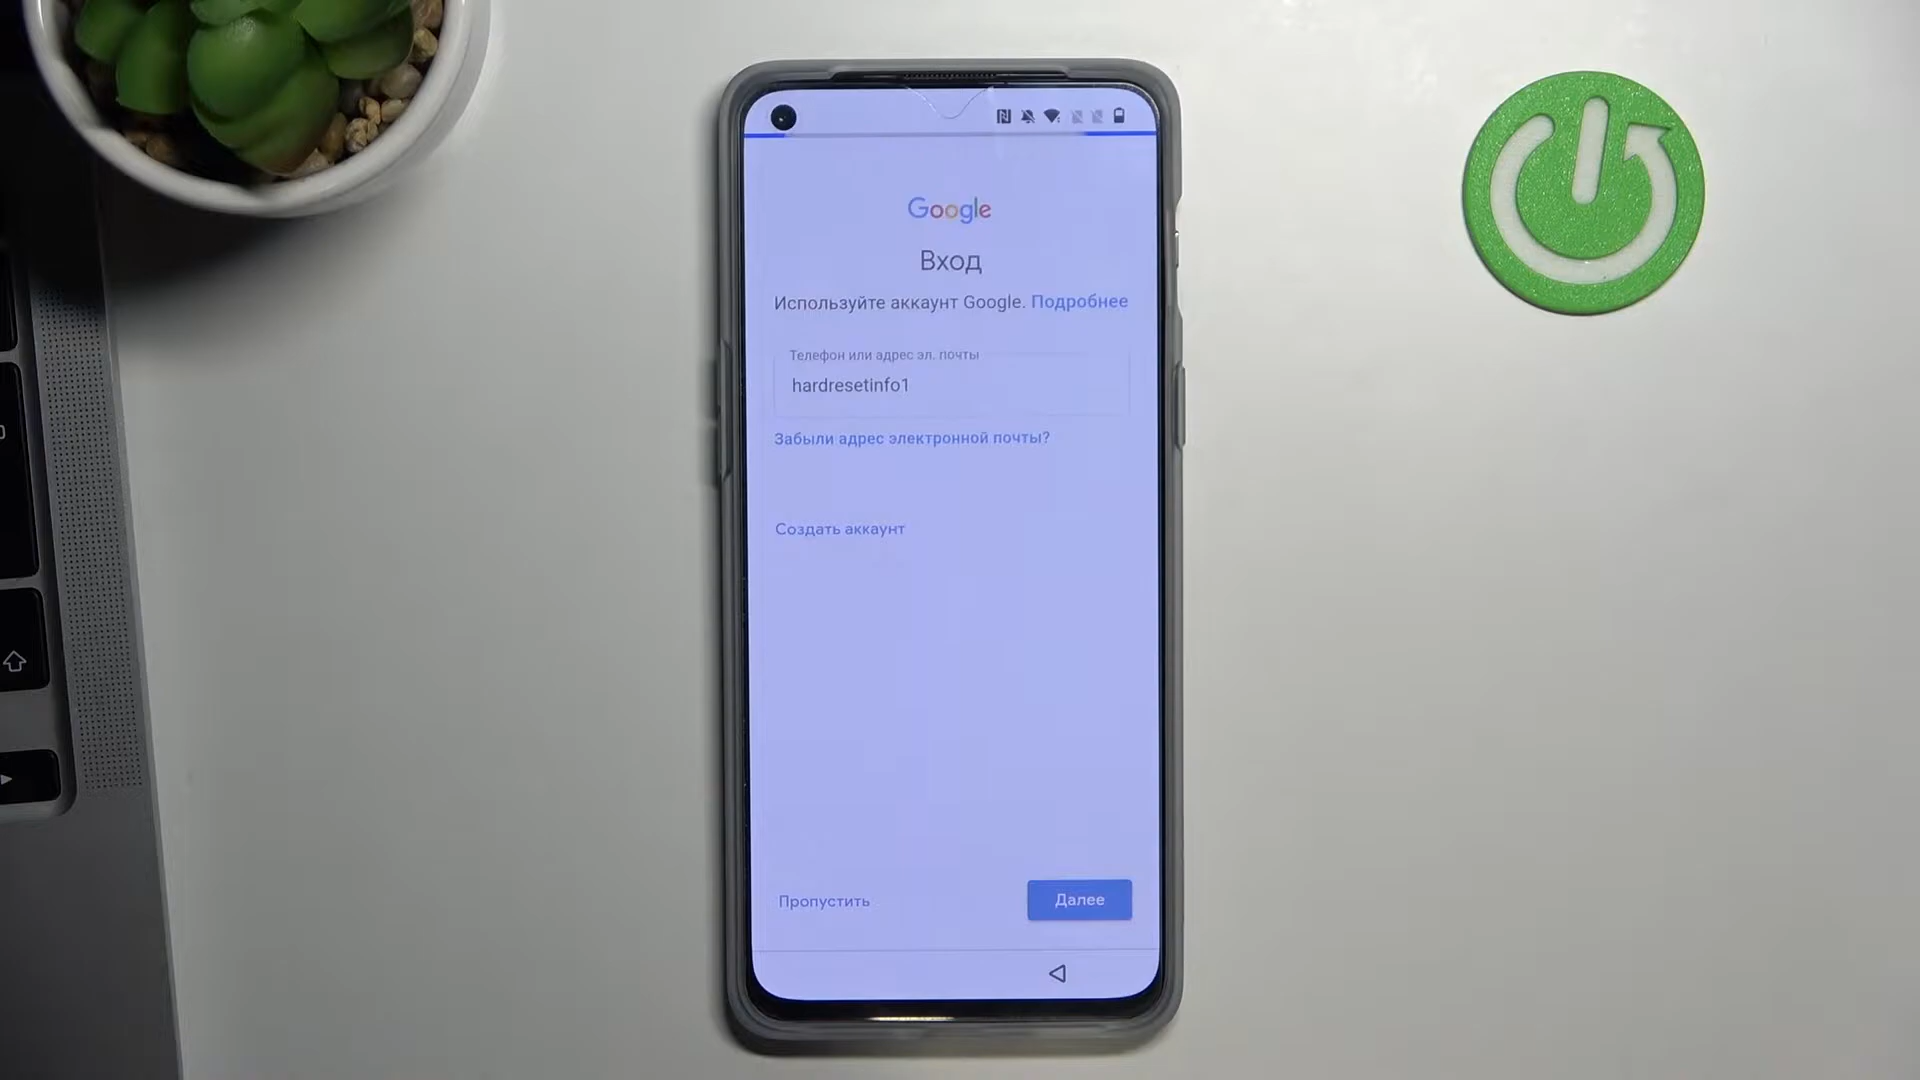 Google
Вход
Используйте аккаунт Google. Подробнее
Телефон или адрес эл. почты
hardresetinfo1
Забыли адрес электронной почты?
Создать аккаунт
Пропустить
Далее